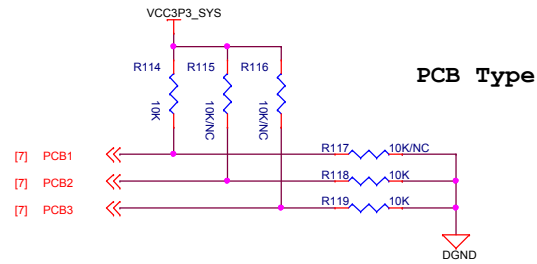 VCC3P3_SYS
R114 R115 R116
PCB Type
10K 10K/NC 10K/NC
[7] PCB1 R117 10K/NC
[7] PCB2 R118 10K
[7] PCB3 R119 10K
DGND